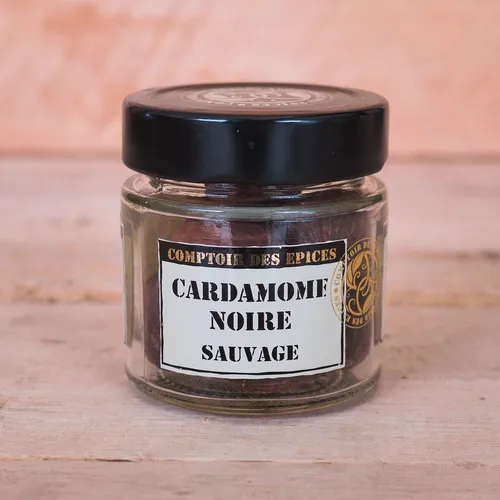 COMPTOIR DES EPICES
CARDAMOME
NOIRE
SAUVAGE